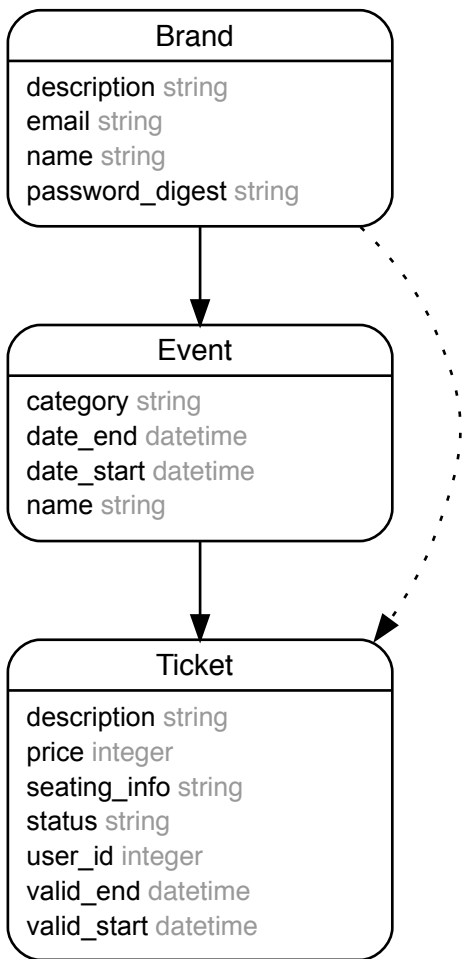 Brand
description string
email string
name string
password_digest string
Event
category string
date_end datetime
date_start datetime
name string
Ticket
description string
price integer
seating_info string
status string
user_id integer
valid_end datetime
valid_start datetime